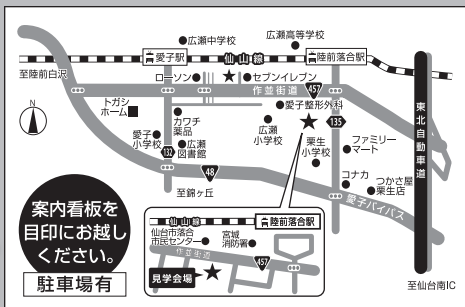 広瀬中学校
広瀬高等学校
愛子駅
仙山線
陸前落合駅
至陸前白沢
ローソン
セブンイレブン
作並街道
457
N
トガシ
ホーム
カワチ
薬品
愛子整形外科
135
東北自動車道
愛子
小学校
広瀬
図書館
132
広瀬
小学校
栗生
小学校
ファミリー
マート
48
コナカ
つかさ屋
栗生店
至錦ヶ丘
愛子バイパス
案内看板を
目印にお越し
ください。
駐車場有
仙山線
陸前落合駅
仙台市落合
市民センター
宮城
消防署
作並街道
457
見学会場
至仙台南IC